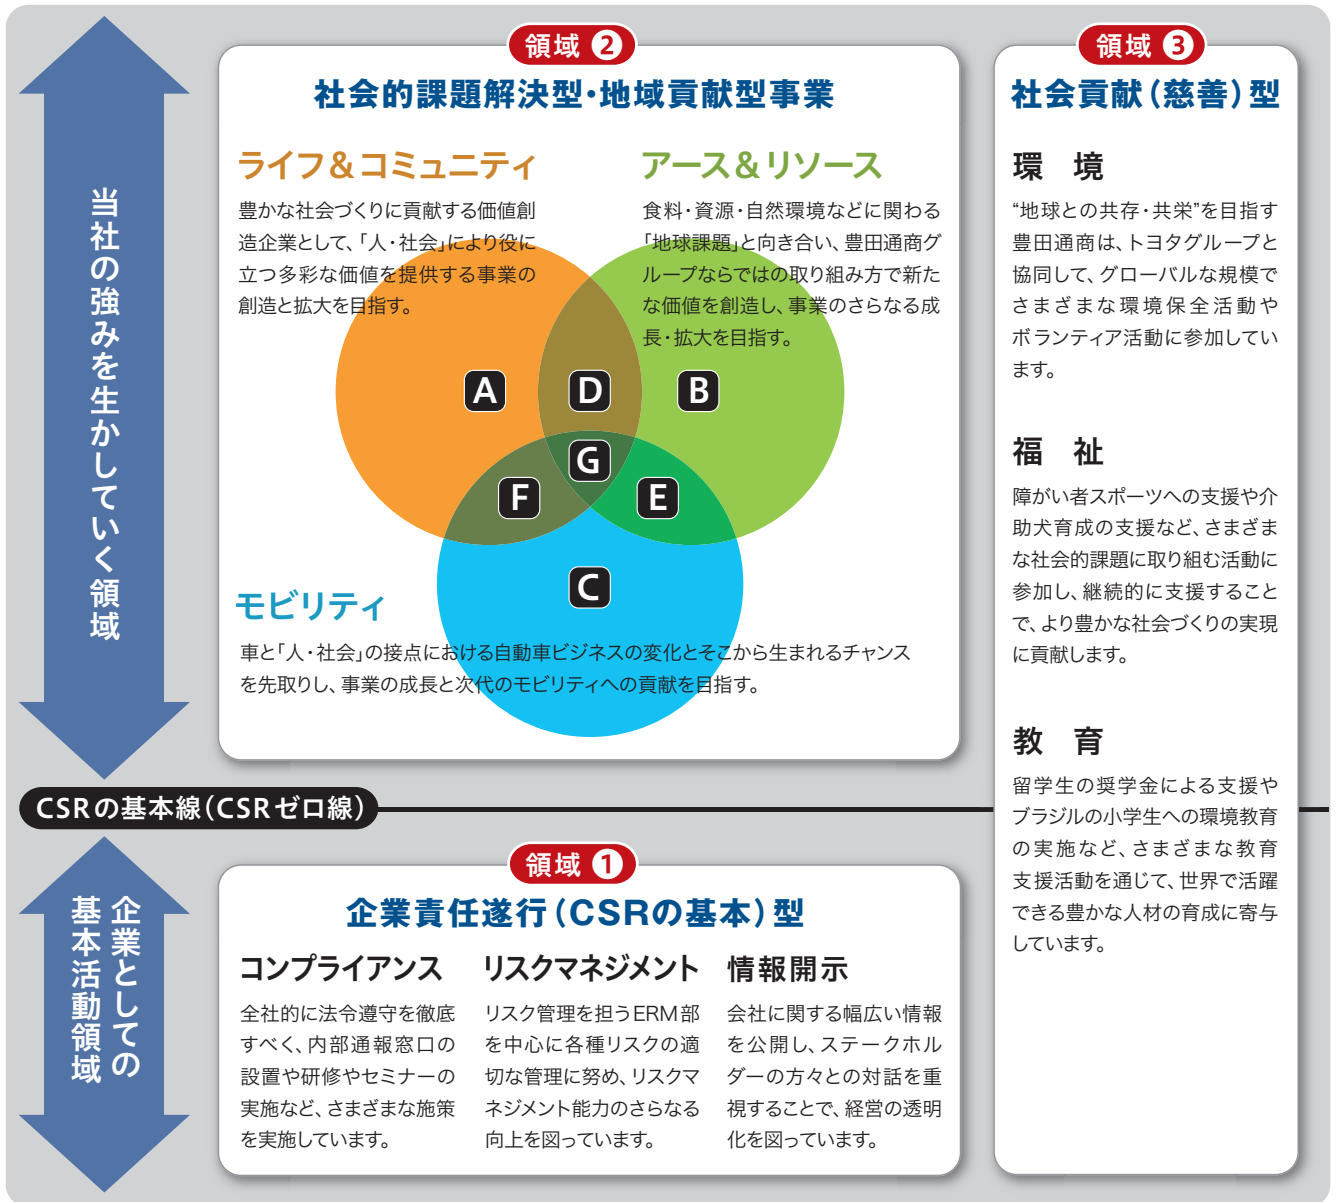 当社の強みを生かしていく領域
領域 ❷
社会的課題解決型・地域貢献型事業
ライフ&コミュニティ
豊かな社会づくりに貢献する価値創
造企業として、「人・社会」により役に
立つ多彩な価値を提供する事業の
創造と拡大を目指す。
アース&リソース
食料・資源・自然環境などに関わる
「地球課題」と向き合い、豊田通商グ
ループならではの取り組み方で新た
な価値を創造し、事業のさらなる成
長・拡大を目指す。
A
D
B
G
F
E
C
モビリティ
車と「人・社会」の接点における自動車ビジネスの変化とそこから生まれるチャンス
を先取りし、事業の成長と次代のモビリティへの貢献を目指す。
領域 ❸
社会貢献(慈善)型
環 境
“地球との共存・共栄”を目指す
豊田通商は、トヨタグループと
協同して、グローバルな規模で
さまざまな環境保全活動や
ボランティア活動に参加してい
ます。
福 祉
障がい者スポーツへの支援や介
助犬育成の支援など、さまざま
な社会的課題に取り組む活動に
参加し、継続的に支援すること
で、より豊かな社会づくりの実現
に貢献します。
教 育
留学生の奨学金による支援や
ブラジルの小学生への環境教育
の実施など、さまざまな教育
支援活動を通じて、世界で活躍
できる豊かな人材の育成に寄与
しています。
CSRの基本線(CSRゼロ線)
企業としての
基本活動領域
領域 ❶
企業責任遂行(CSRの基本)型
コンプライアンス
全社的に法令遵守を徹底
すべく、内部通報窓口の
設置や研修やセミナーの
実施など、さまざまな施策
を実施しています。
リスクマネジメント
リスク管理を担うERM部
を中心に各種リスクの適
切な管理に努め、リスクマ
ネジメント能力のさらなる
向上を図っています。
情報開示
会社に関する幅広い情報
を公開し、ステークホル
ダーの方々との対話を重
視することで、経営の透明
化を図っています。